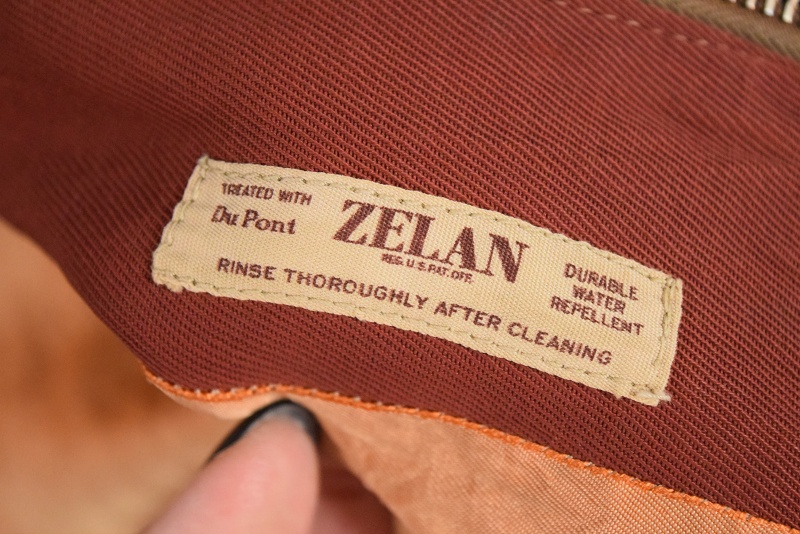 TREATED WITH
Du Pont
ZELAN
REG. U.S. PAT. OFF.
DURABLE
WATER
REPELLENT
RINSE THOROUGHLY AFTER CLEANING